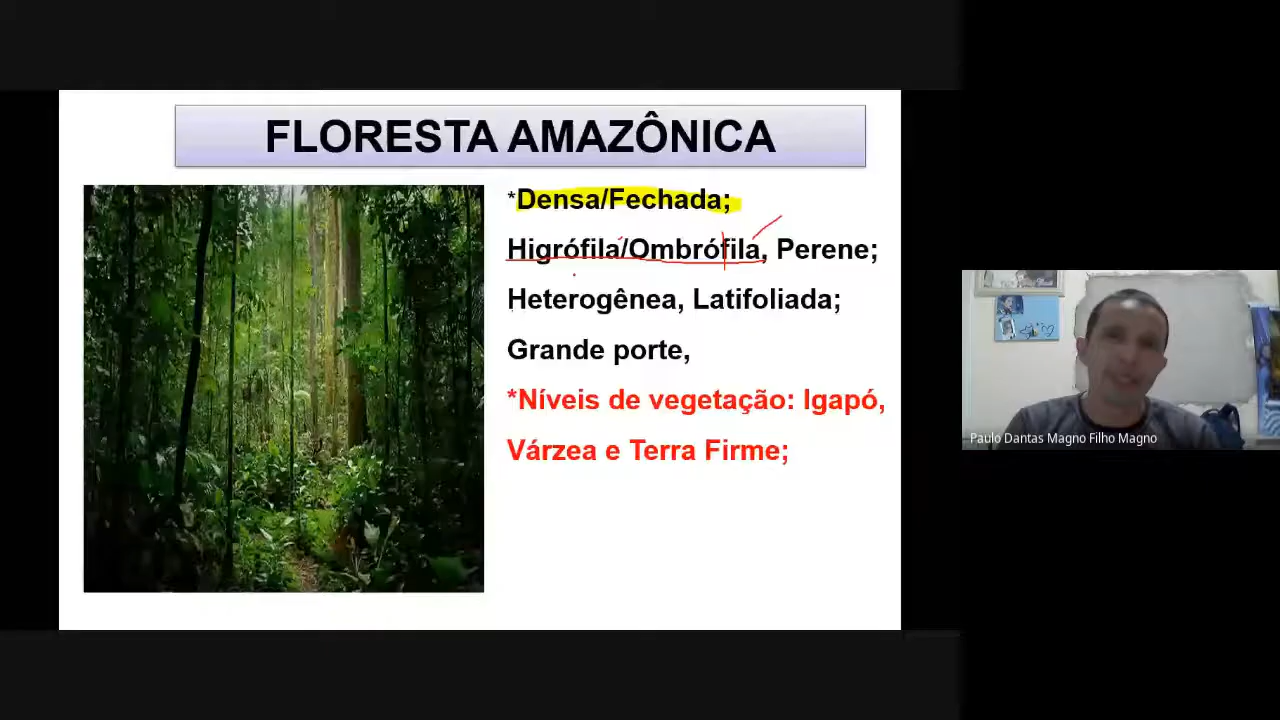 FLORESTA AMAZÔNICA
*Densa/Fechada;
Higrófila/Ombrófila, Perene;
Heterogênea, Latifoliada;
Grande porte,
*Níveis de vegetação: Igapó,
Várzea e Terra Firme;
Paulo Dantas Magno Filho Magno